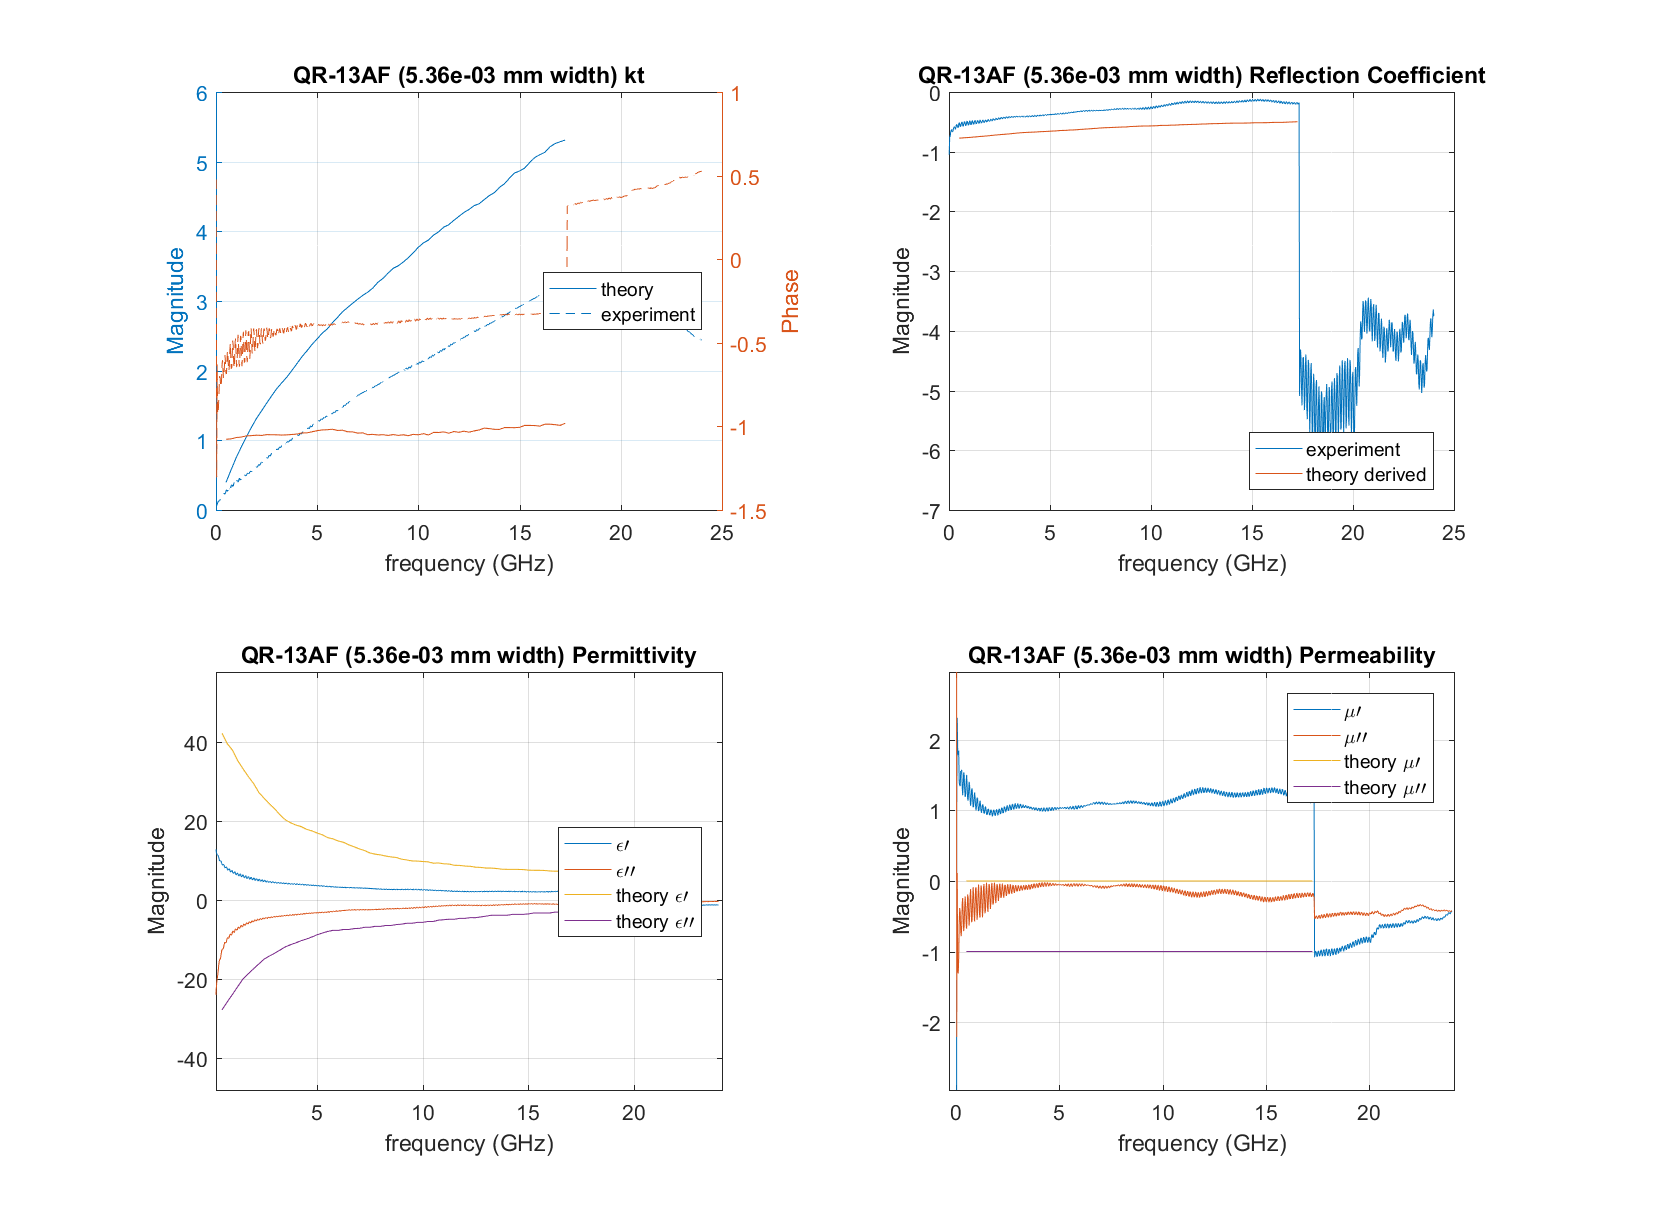 QR-13AF (5.36e-03 mm width) kt
6
5
4
3
2
1
0
Magnitude
1
0.5
0
-0.5
-1
-1.5
Phase
theory
experiment
0 5 10 15 20 25
frequency (GHz)
QR-13AF (5.36e-03 mm width) Reflection Coefficient
0
-1
-2
-3
-4
-5
-6
-7
Magnitude
experiment
theory derived
0 5 10 15 20 25
frequency (GHz)
QR-13AF (5.36e-03 mm width) Permittivity
40
20
0
-20
-40
Magnitude
ϵ′
ϵ′′
theory ϵ′
theory ϵ′′
5 10 15 20
frequency (GHz)
QR-13AF (5.36e-03 mm width) Permeability
2
1
0
-1
-2
Magnitude
μ′
μ′′
theory μ′
theory μ′′
0 5 10 15 20
frequency (GHz)